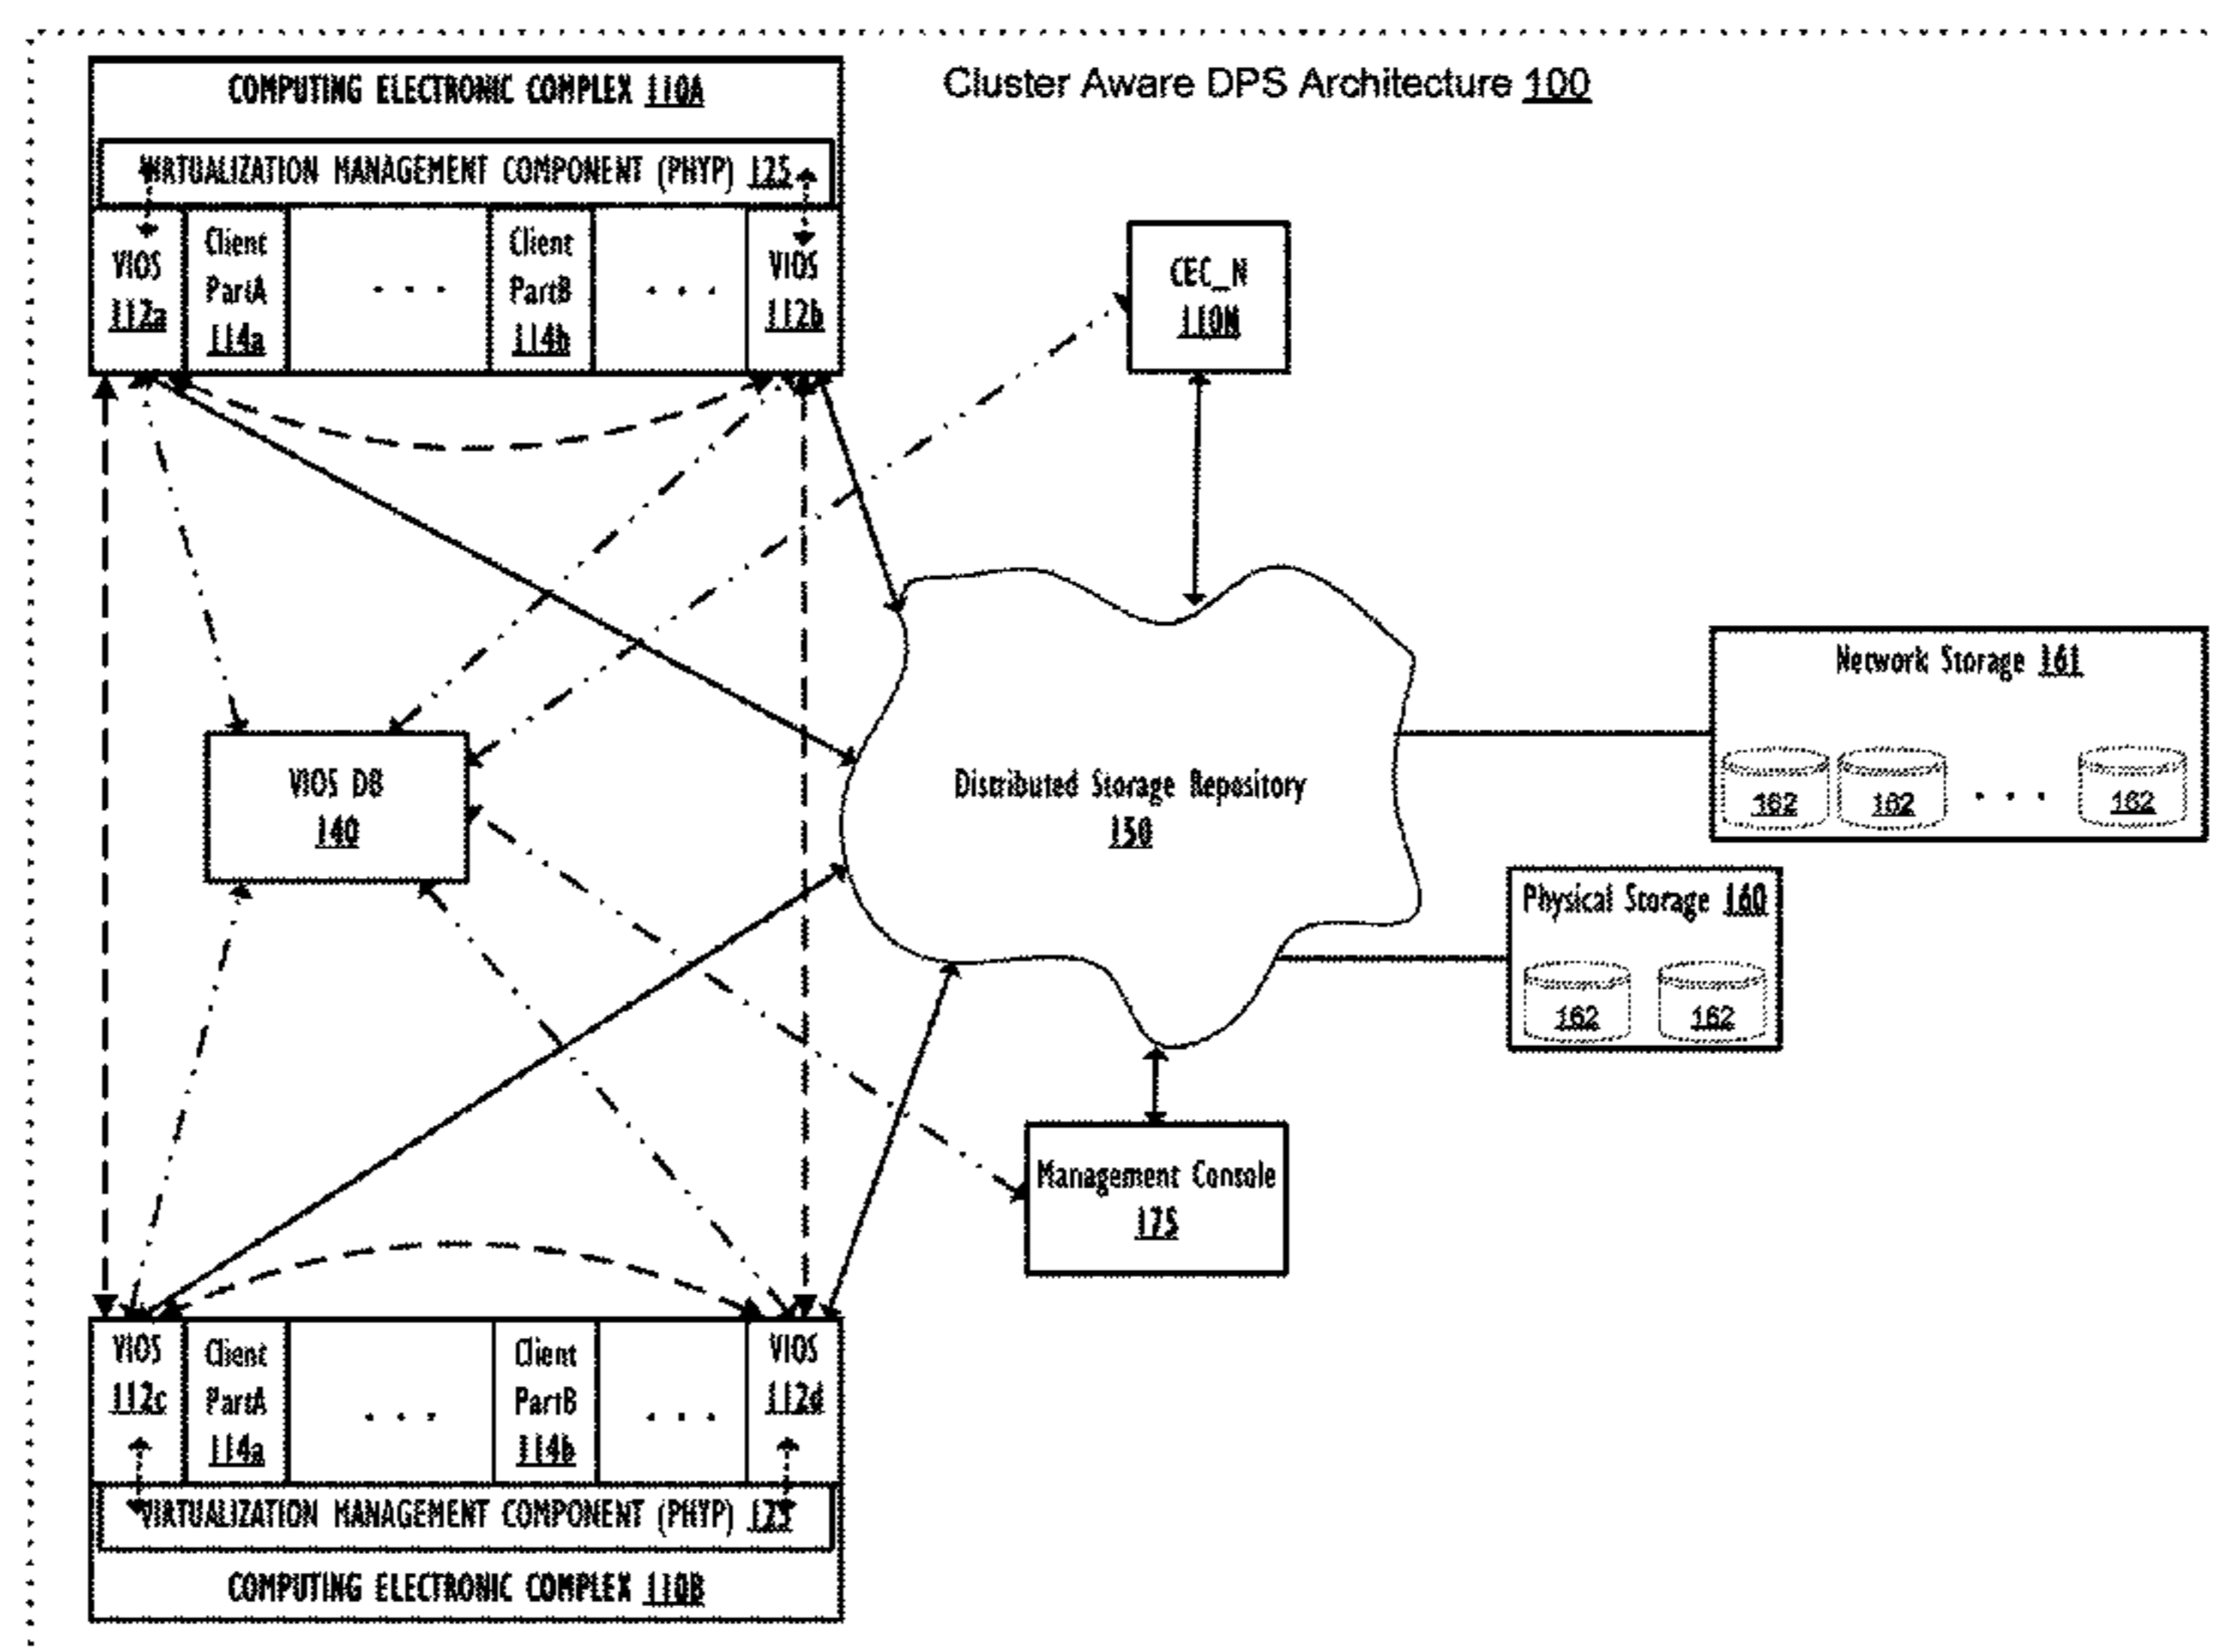 Cluster Aware DPS Architecture 100
COMPUTING ELECTRONIC COMPLEX 110A
VIRTUALIZATION MANAGEMENT COMPONENT (PHYP) 125
VIOS
112a
Client
PartA
114a
. . .
Client
PartB
114b
. . .
VIOS
112b
CEC_N
110N
Network Storage 161
162
162
. . .
162
VIOS DB
140
Distributed Storage Repository
150
Physical Storage 160
162
162
Management Console
175
VIOS
112c
Client
PartA
114a
. . .
Client
PartB
114b
. . .
VIOS
112d
VIRTUALIZATION MANAGEMENT COMPONENT (PHYP) 125
COMPUTING ELECTRONIC COMPLEX 110B